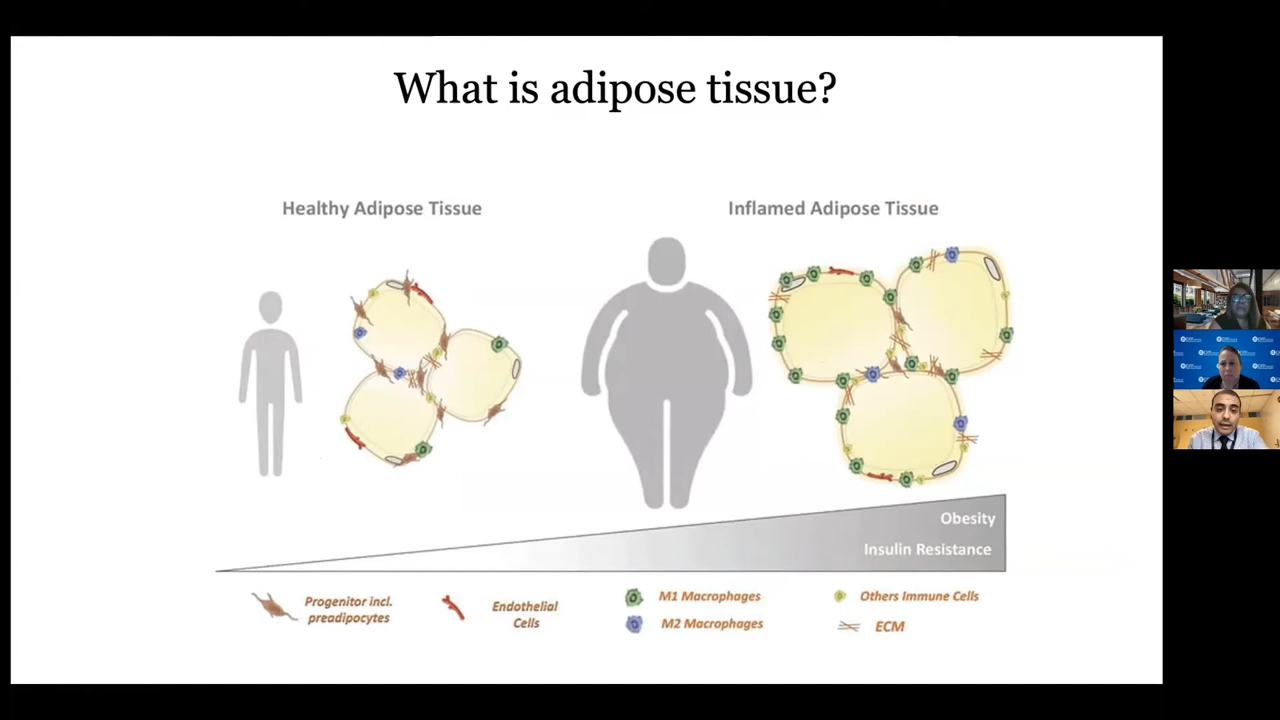 What is adipose tissue?
Healthy Adipose Tissue
Inflamed Adipose Tissue
Obesity
Insulin Resistance
Progenitor incl.
preadipocytes
Endothelial
Cells
M1 Macrophages
M2 Macrophages
Others Immune Cells
ECM